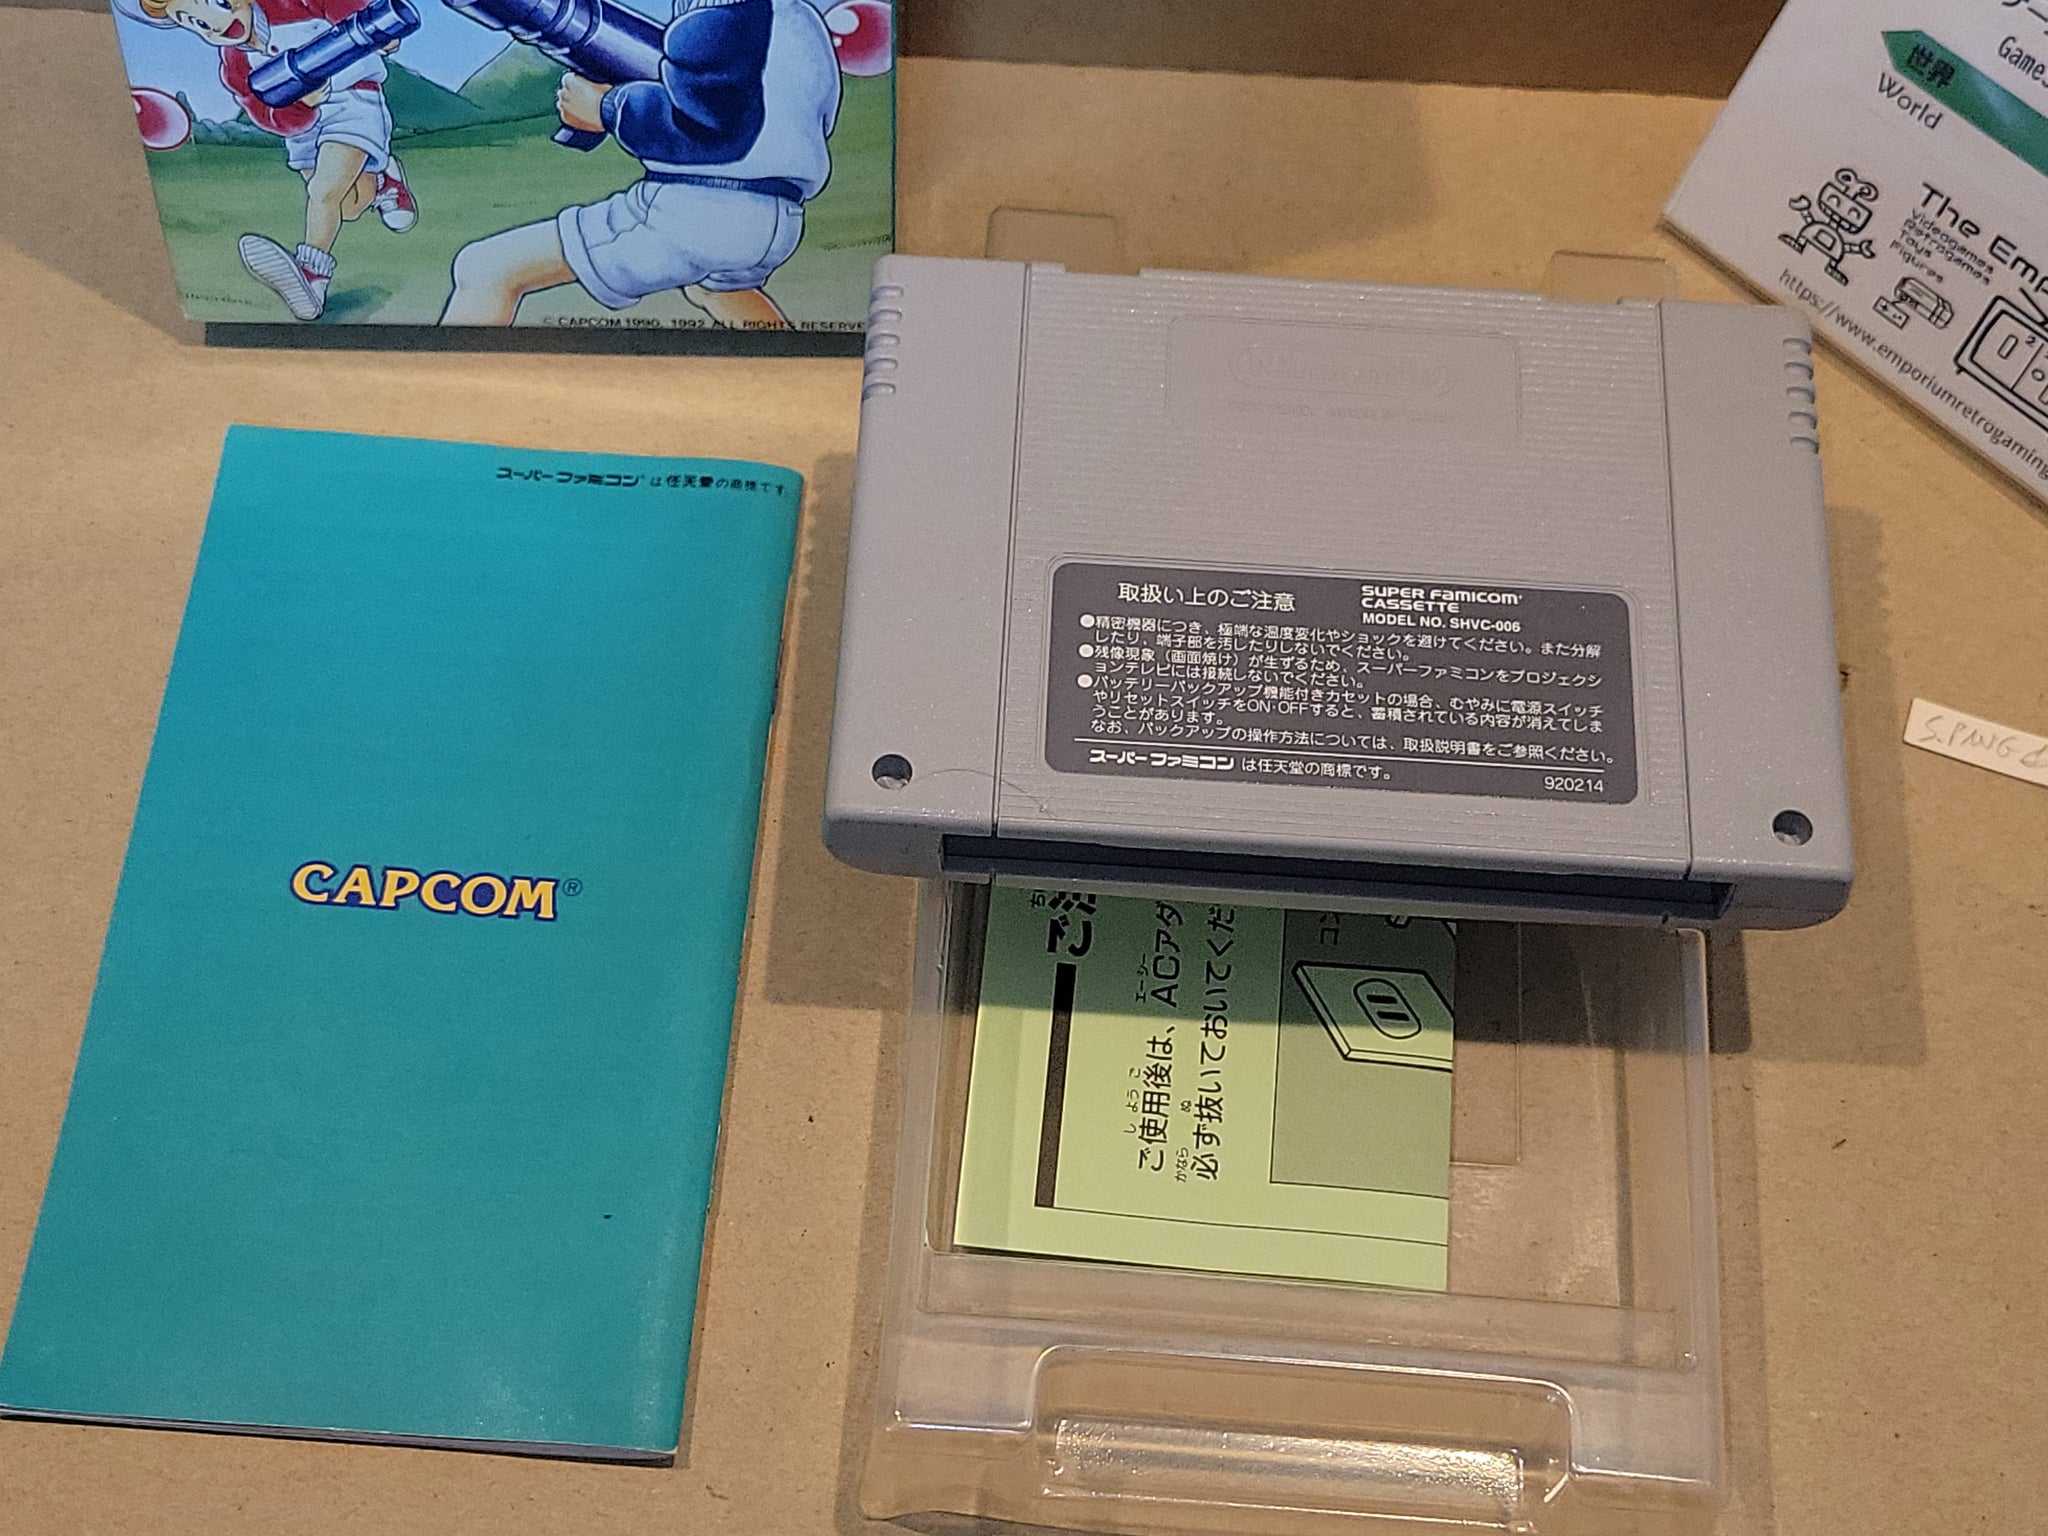 © CAPCOM 1990, 1992 ALL RIGHTS RESERVE
世界
World
Game
The Emp
Videogames
Retrogames
Toys
Figures
https://www.emporiumretrogaming
スーパーファミコン®は任天堂の商標です
CAPCOM®
取扱い上のご注意
SUPER FAMICOM
CASSETTE
MODEL NO. SHVC-006
●精密機器につき、極端な温度変化やショックを避けてください。また分解
したり、端子部を汚したりしないでください。
●残像現象（画面焼け）が生ずるため、スーパーファミコンをプロジェクシ
ョンテレビには接続しないでください。
●バッテリーバックアップ機能付きカセットの場合、むやみに電源スイッチ
やリセットスイッチをON・OFFすると、蓄積されている内容が消えてしま
うことがあります。
なお、バックアップの操作方法については、取扱説明書をご参照ください。
スーパーファミコンは任天堂の商標です。
920214
S.PANG
ご注
ご使用後は、ACアダ
必ず抜いておいてくだ
コン